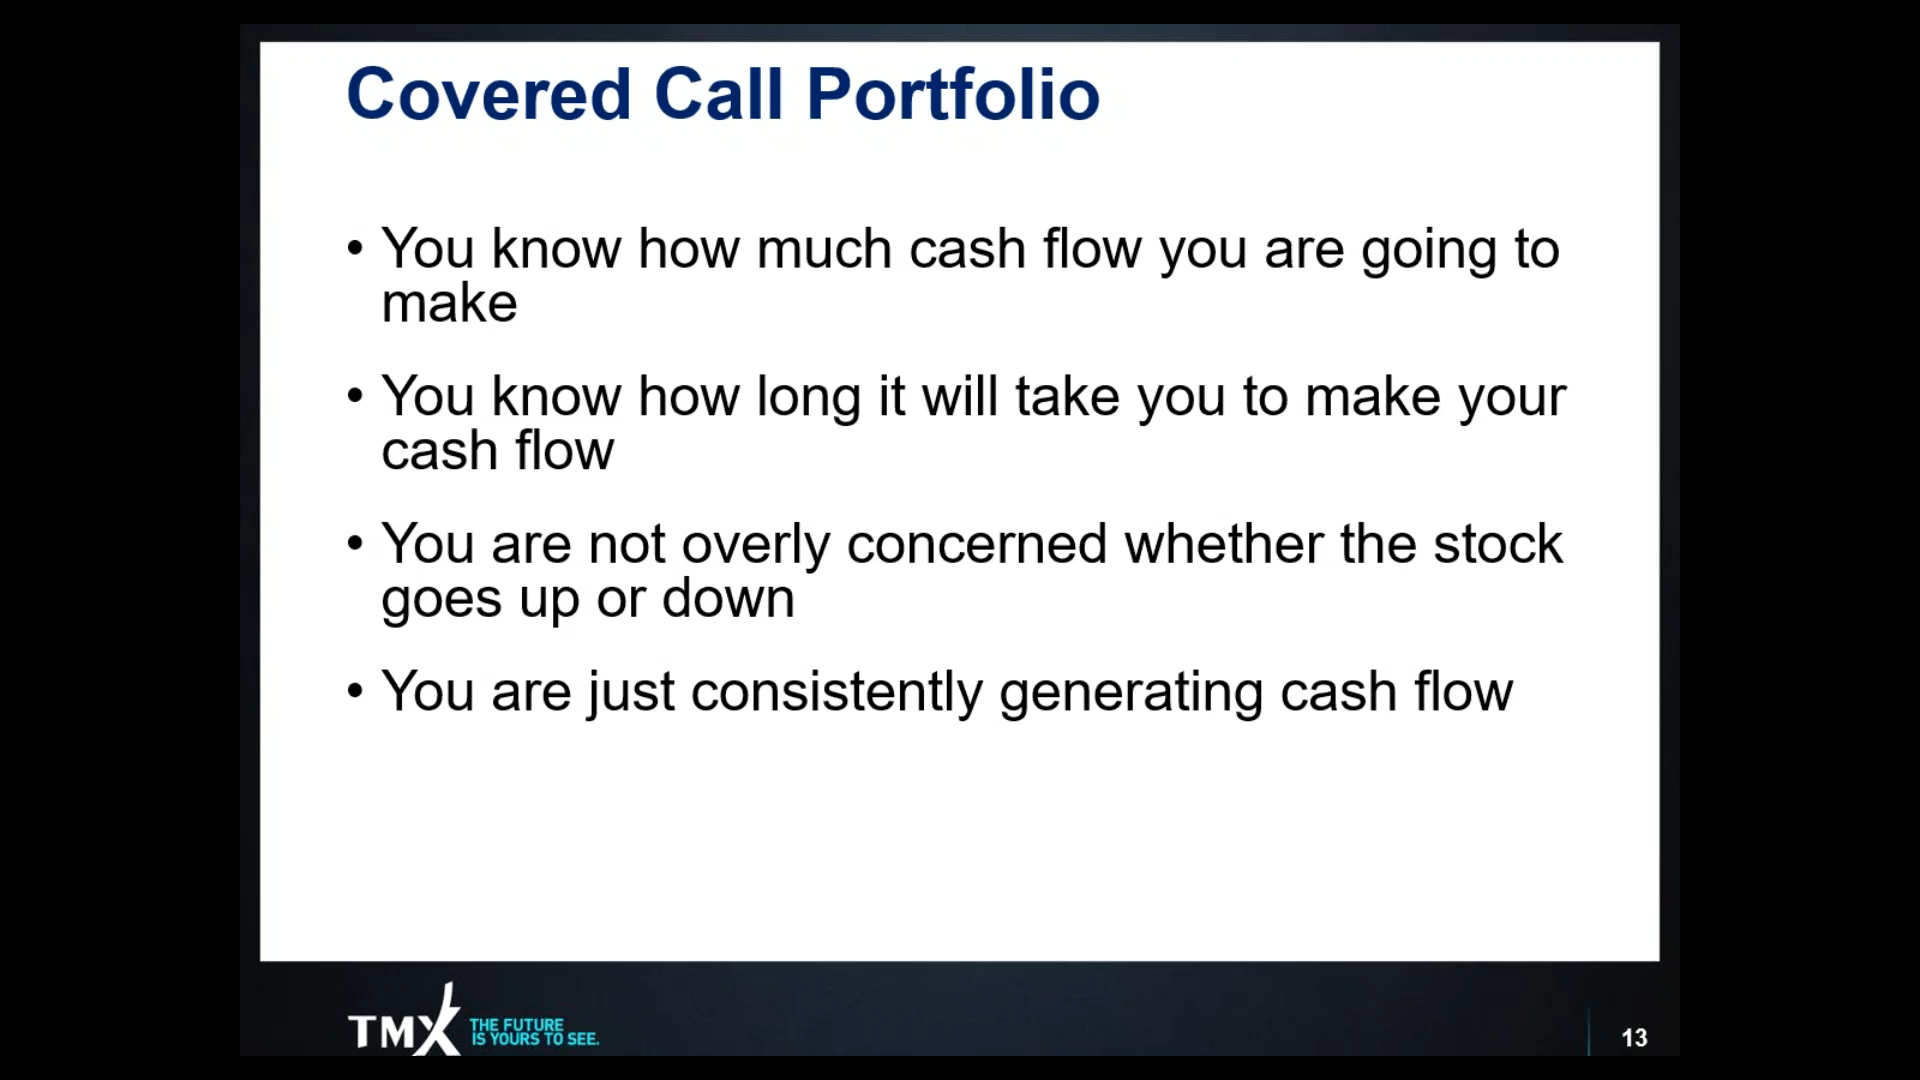 Covered Call Portfolio
• You know how much cash flow you are going to
make
• You know how long it will take you to make your
cash flow
• You are not overly concerned whether the stock
goes up or down
• You are just consistently generating cash flow
TMX THE FUTURE
IS YOURS TO SEE.
13